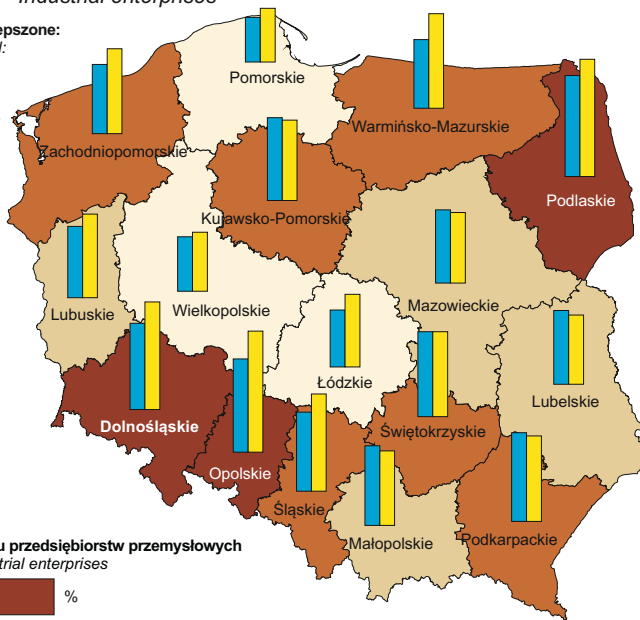 industrial enterprises
epszone:
Pomorskie
Warmińsko-Mazurskie
Zachodniopomorskie
Podlaskie
Kujawsko-Pomorskie
Mazowieckie
Wielkopolskie
Lubuskie
Łódzkie
Lubelskie
Dolnośląskie
Świętokrzyskie
Opolskie
Śląskie
Małopolskie
Podkarpackie
u przedsiębiorstw przemysłowych
trial enterprises
%